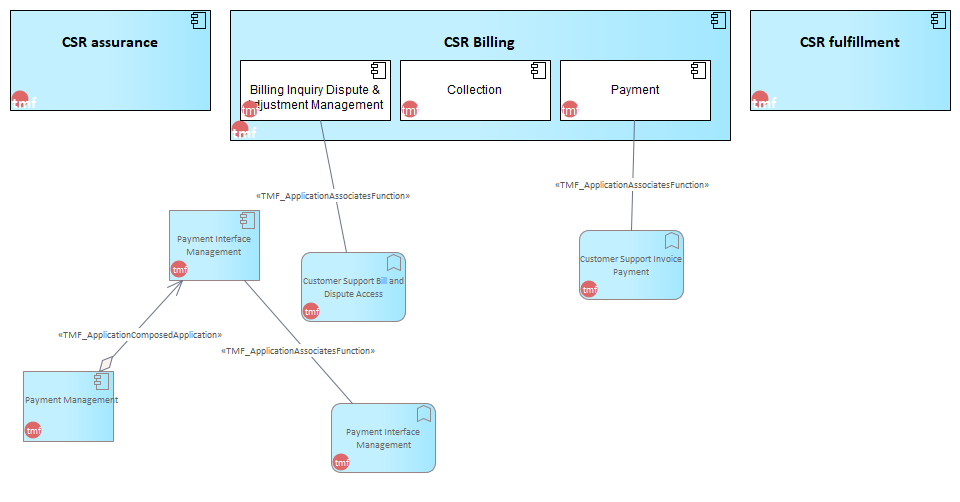 CSR assurance
tmf
CSR Billing
Billing Inquiry Dispute &
Adjustment Management
tmf
Collection
tmf
Payment
tmf
tmf
CSR fulfillment
tmf
«TMF_ApplicationAssociatesFunction»
«TMF_ApplicationAssociatesFunction»
Payment Interface
Management
tmf
Customer Support Bill and
Dispute Access
tmf
Customer Support Invoice
Payment
tmf
«TMF_ApplicationComposedApplication»
«TMF_ApplicationAssociatesFunction»
Payment Management
tmf
Payment Interface
Management
tmf